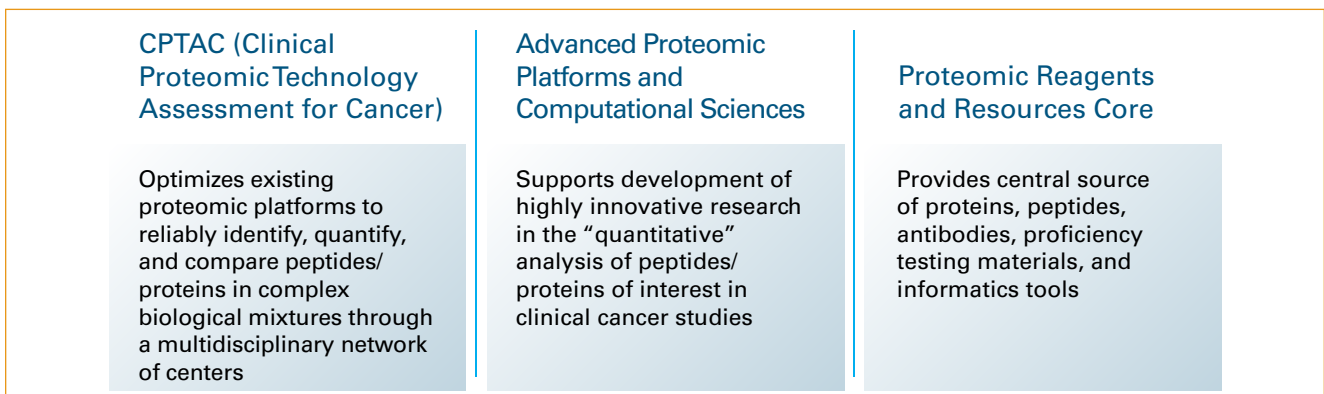 CPTAC (Clinical
Proteomic Technology
Assessment for Cancer)
Optimizes existing
proteomic platforms to
reliably identify, quantify,
and compare peptides/
proteins in complex
biological mixtures through
a multidisciplinary network
of centers
Advanced Proteomic
Platforms and
Computational Sciences
Supports development of
highly innovative research
in the “quantitative”
analysis of peptides/
proteins of interest in
clinical cancer studies
Proteomic Reagents
and Resources Core
Provides central source
of proteins, peptides,
antibodies, proficiency
testing materials, and
informatics tools